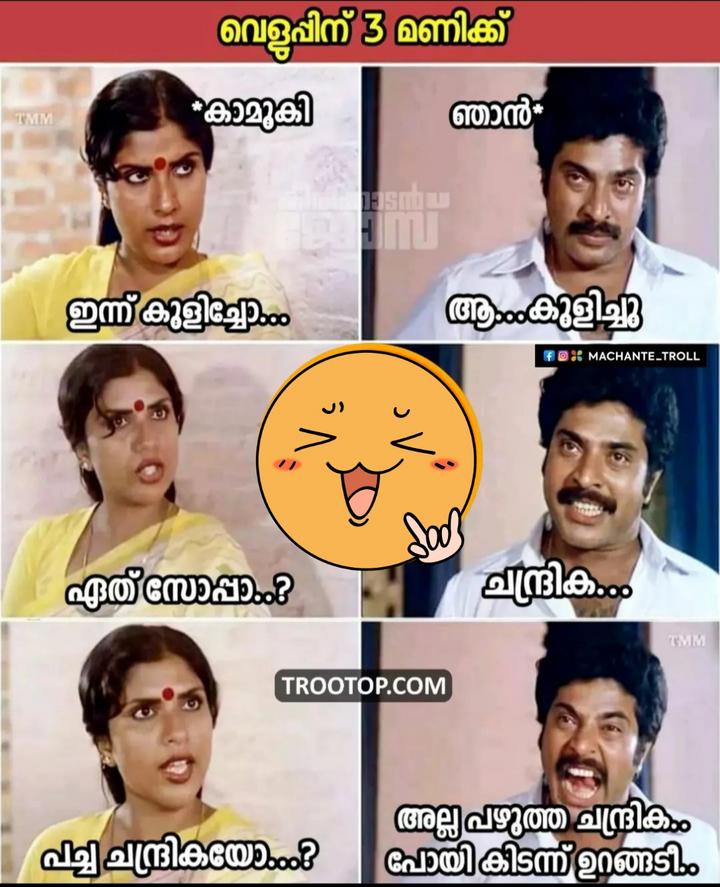 വെളുപ്പിന് 3 മണിക്ക്
TMM
*കാമുകി
ഞാൻ*
ജോസ്
ഇന്ന് കുളിച്ചോ...
ആ...കുളിച്ചു
MACHANTE_TROLL
ഏത് സോപ്പാ..?
ചന്ദ്രിക...
TROOTOP.COM
TMM
പച്ച ചന്ദ്രികയോ...?
അല്ല പഴുത്ത ചന്ദ്രിക..
പോയി കിടന്ന് ഉറങ്ങടീ..